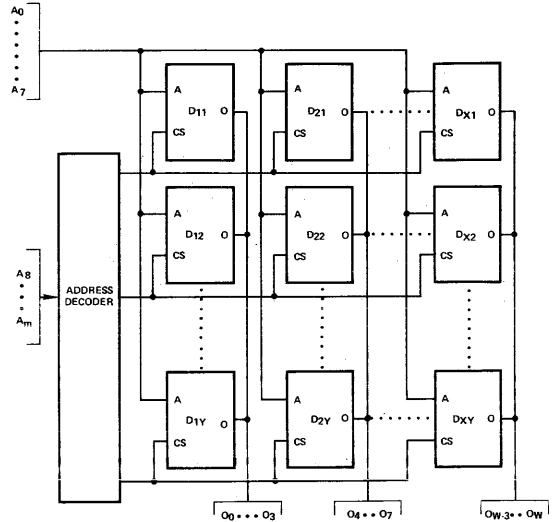 A0
A7
A
D11
O
CS
A
D21
O
CS
A
DX1
O
CS
A
D12
O
CS
A
D22
O
CS
A
DX2
O
CS
A8
Am
ADDRESS
DECODER
A
D1Y
O
CS
A
D2Y
O
CS
A
DXY
O
CS
O0 • • • O3
O4 • • O7
OW-3 • • OW